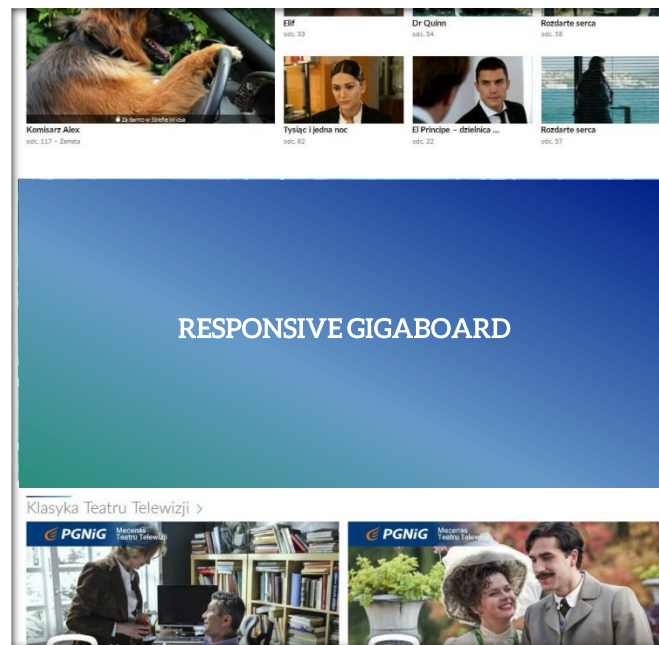 Elif
odc. 33
Dr Quinn
odc. 54
Rozdarte serca
odc. 58
Za darmo w Strefie Widza
Komisarz Alex
odc. 117 – Zemsta
Tysiąc i jedna noc
odc. 62
El Principe – dzielnica ...
odc. 22
Rozdarte serca
odc. 57
RESPONSIVE GIGABOARD
Klasyka Teatru Telewizji >
PGNiG Mecenas
Teatru Telewizji
PGNiG Mecenas
Teatru Telewizji